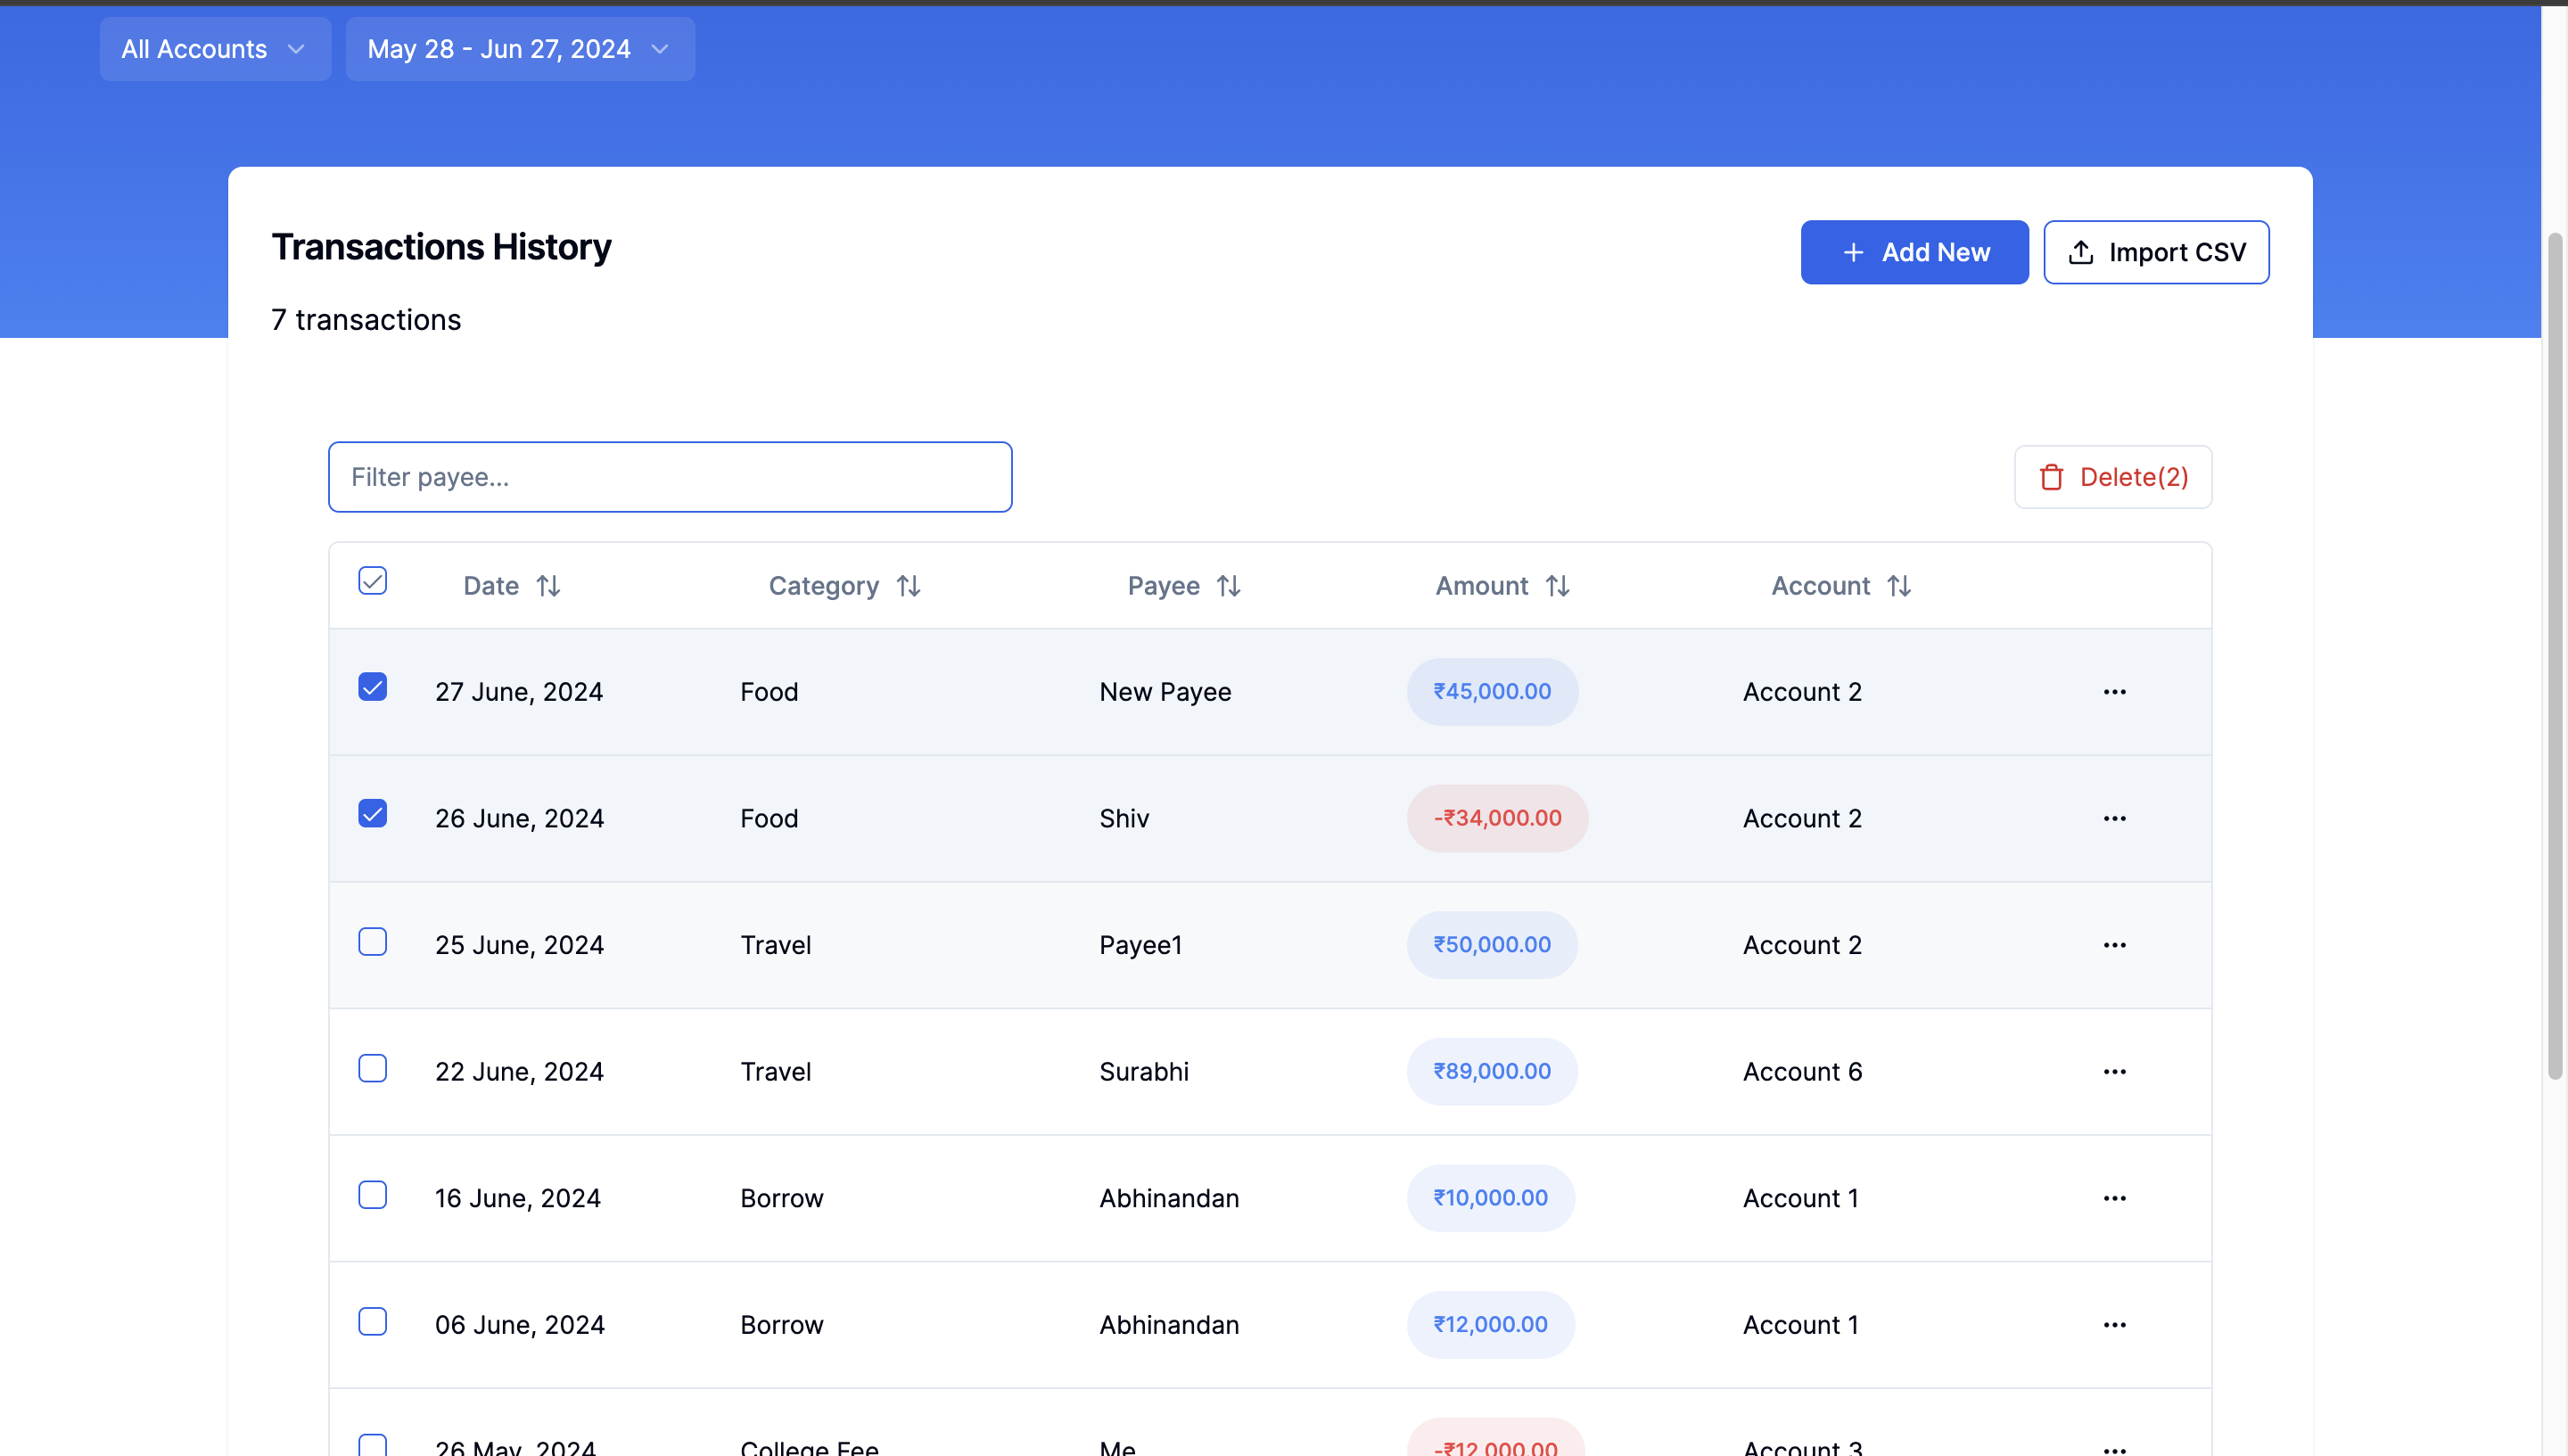 All Accounts May 28 - Jun 27, 2024
Transactions History
+ Add New Import CSV
7 transactions
Filter payee...
Delete(2)
Date Category Payee Amount Account
27 June, 2024 Food New Payee ₹45,000.00 Account 2
26 June, 2024 Food Shiv -₹34,000.00 Account 2
25 June, 2024 Travel Payee1 ₹50,000.00 Account 2
22 June, 2024 Travel Surabhi ₹89,000.00 Account 6
16 June, 2024 Borrow Abhinandan ₹10,000.00 Account 1
06 June, 2024 Borrow Abhinandan ₹12,000.00 Account 1
26 May, 2024 College Fee Me -₹12,000.00 Account 3